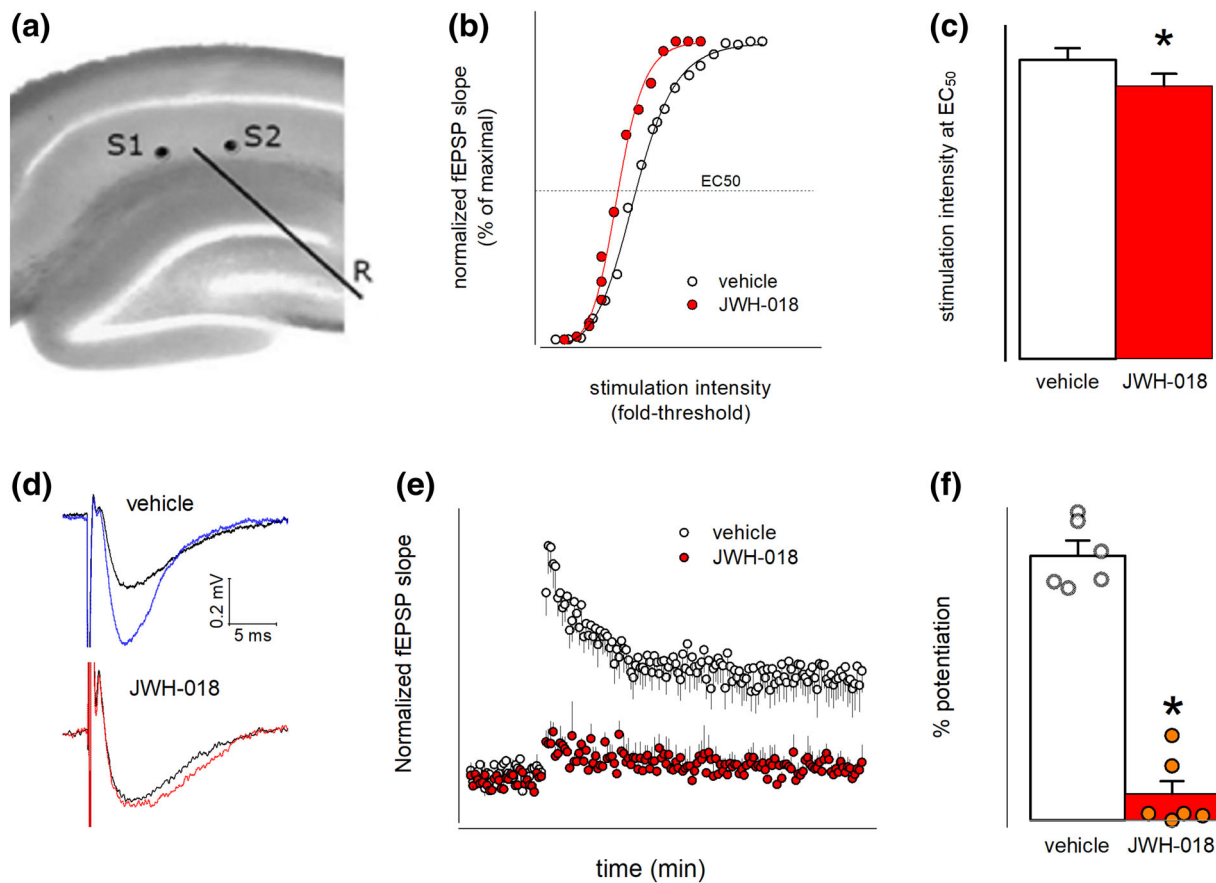 (a)
S1
S2
R
(b)
normalized fEPSP slope
(% of maximal)
EC50
vehicle
JWH-018
stimulation intensity
(fold-threshold)
(c)
stimulation intensity at EC₅₀
*
vehicle
JWH-018
(d)
vehicle
0.2 mV
5 ms
JWH-018
(e)
Normalized fEPSP slope
vehicle
JWH-018
time (min)
(f)
% potentiation
*
vehicle
JWH-018